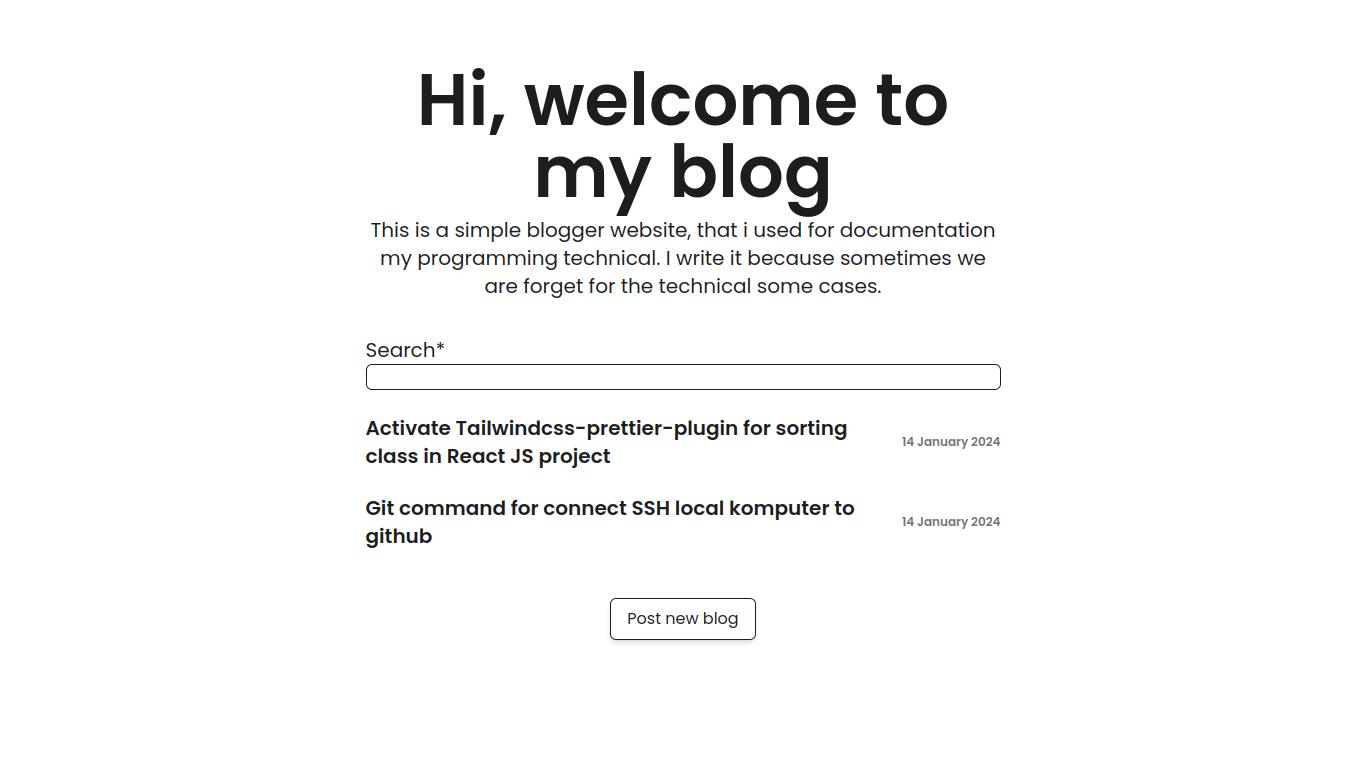 Hi, welcome to
my blog
This is a simple blogger website, that i used for documentation
my programming technical. I write it because sometimes we
are forget for the technical some cases.
Search*
Activate Tailwindcss-prettier-plugin for sorting
class in React JS project
14 January 2024
Git command for connect SSH local komputer to
github
14 January 2024
Post new blog